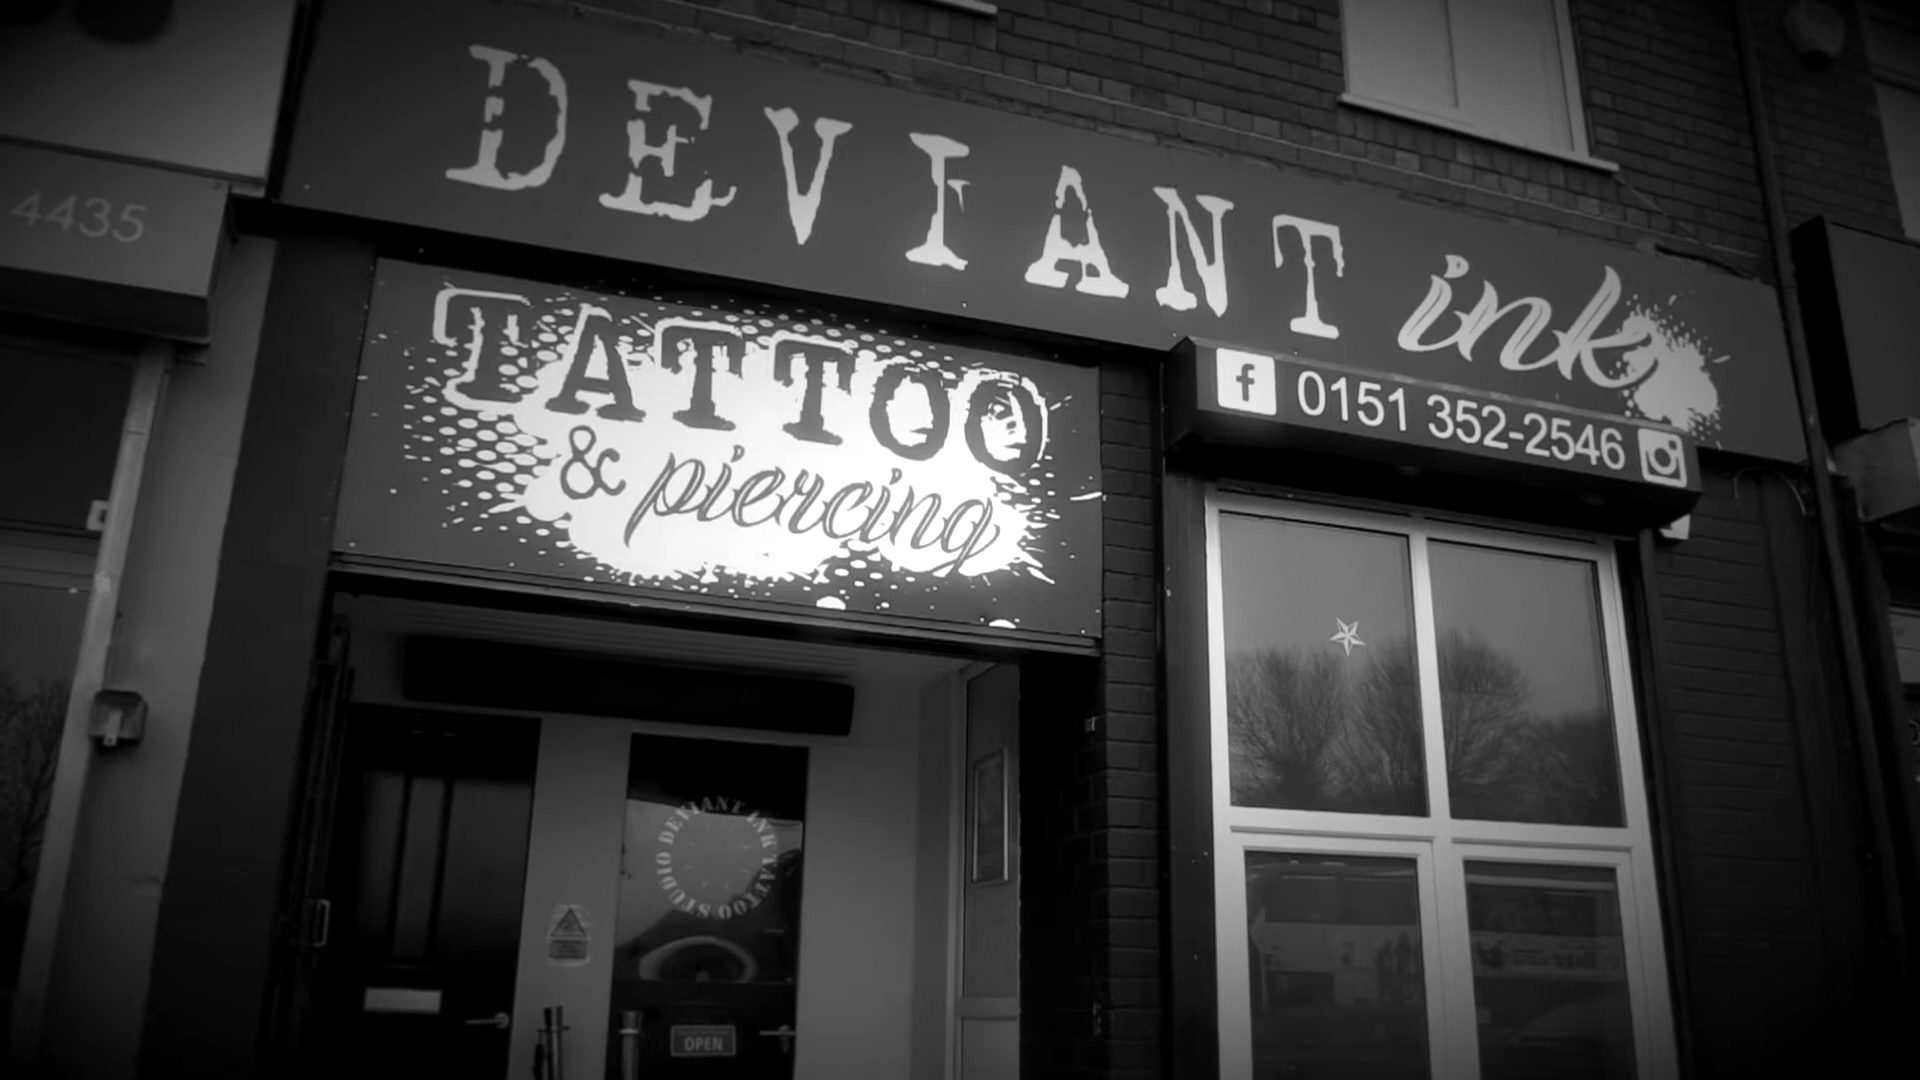 4435
DEVIANT ink
TATTOO
& piercing
f 0151 352-2546
DEVIANT INK TATTOO STUDIO
OPEN